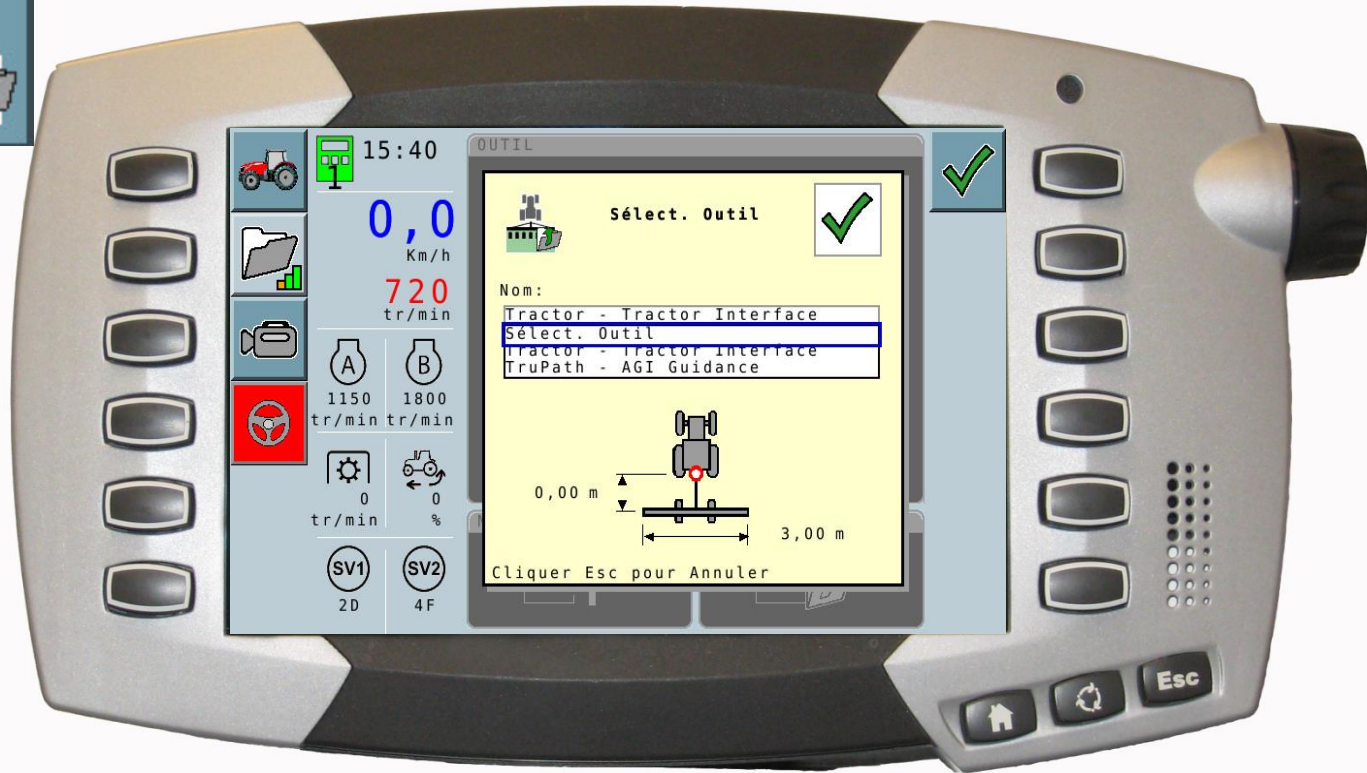 15:40
1
0,0
Km/h
720
tr/min
A
B
1150
1800
tr/min
tr/min
0
tr/min
0
%
SV1
SV2
2D
4F
OUTIL
Sélect. Outil
Nom:
Tractor - Tractor Interface
Sélect. Outil
Tractor - Tractor Interface
TruPath - AGI Guidance
0,00 m
3,00 m
Cliquer Esc pour Annuler
Esc